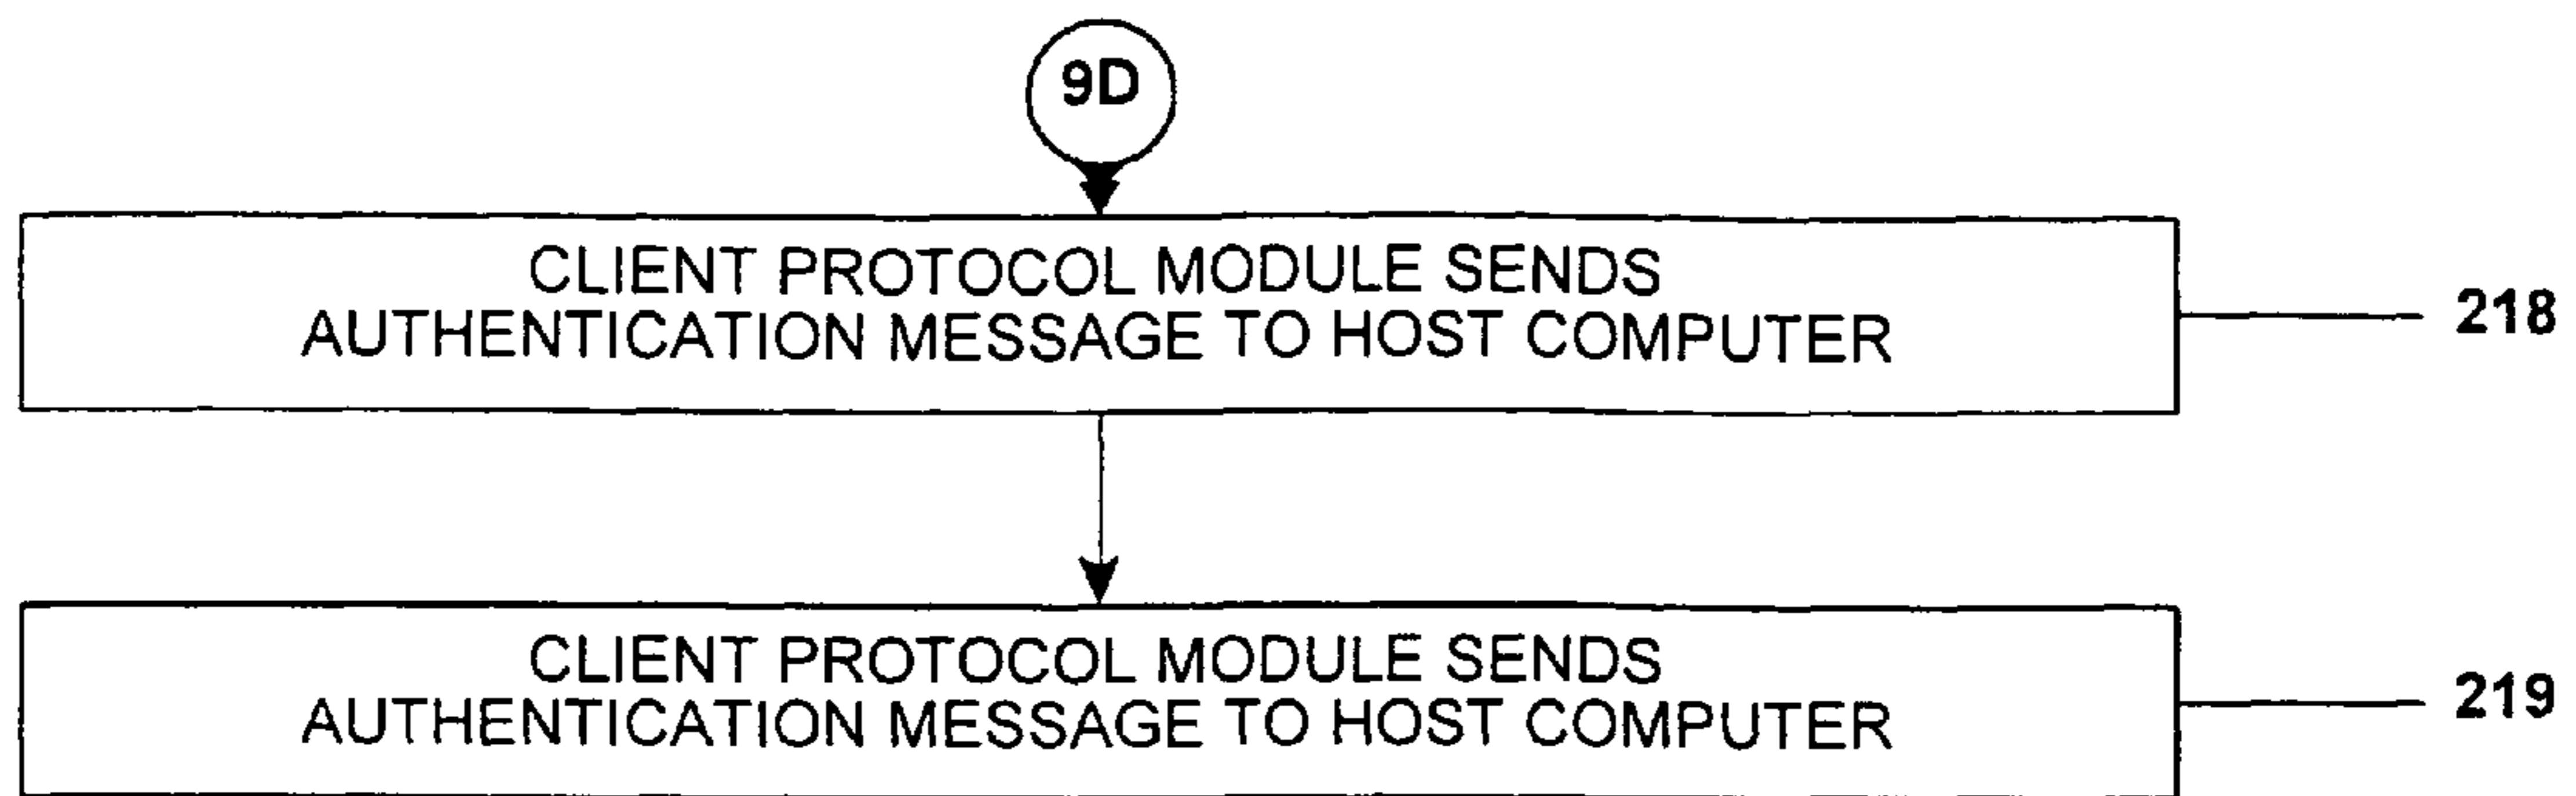 9D
CLIENT PROTOCOL MODULE SENDS
AUTHENTICATION MESSAGE TO HOST COMPUTER
218
CLIENT PROTOCOL MODULE SENDS
AUTHENTICATION MESSAGE TO HOST COMPUTER
219